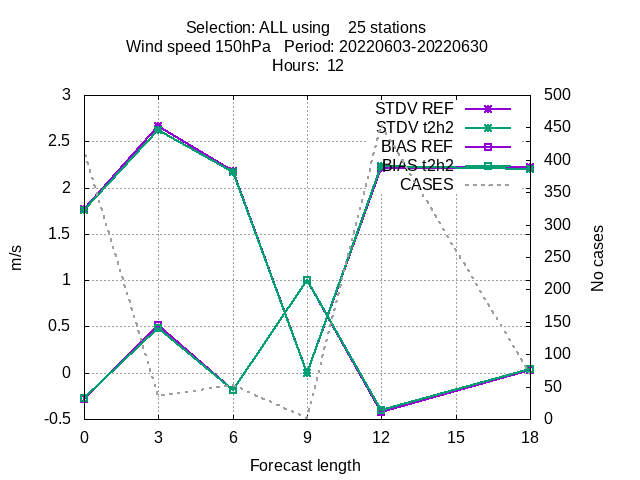 Selection: ALL using    25 stations
Wind speed 150hPa   Period: 20220603-20220630
Hours:  12
3
2.5
2
1.5
1
0.5
0
-0.5
m/s
500
450
400
350
300
250
200
150
100
50
0
No cases
STDV REF
STDV t2h2
BIAS REF
BIAS t2h2
CASES
0 3 6 9 12 15 18
Forecast length